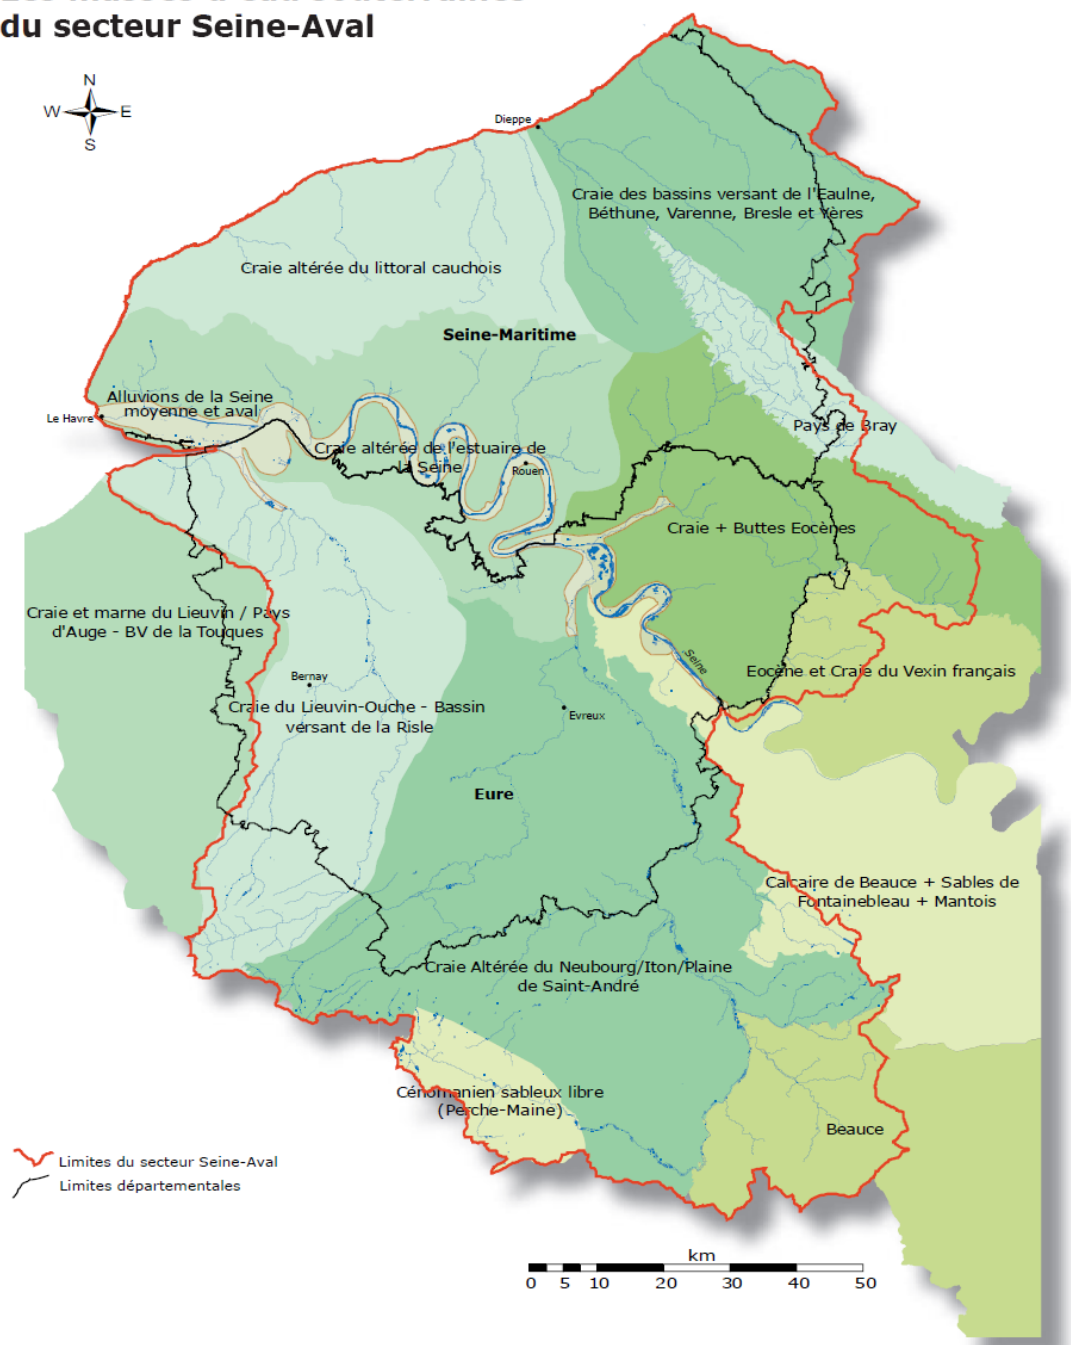 du secteur Seine-Aval
N
W
E
S
Dieppe
Craie des bassins versant de l'Eaulne,
Béthune, Varenne, Bresle et Yères
Craie altérée du littoral cauchois
Seine-Maritime
Alluvions de la Seine
moyenne et aval
Le Havre
Pays de Bray
Craie altérée de l'estuaire de
la Seine
Rouen
Craie + Buttes Eocènes
Craie et marne du Lieuvin / Pays
d'Auge - BV de la Touques
Seine
Eocène et Craie du Vexin français
Bernay
Craie du Lieuvin-Ouche - Bassin
versant de la Risle
Evreux
Eure
Calcaire de Beauce + Sables de
Fontainebleau + Mantois
Craie Altérée du Neubourg/Iton/Plaine
de Saint-André
Cénomanien sableux libre
(Perche-Maine)
Beauce
Limites du secteur Seine-Aval
Limites départementales
km
0 5 10 20 30 40 50